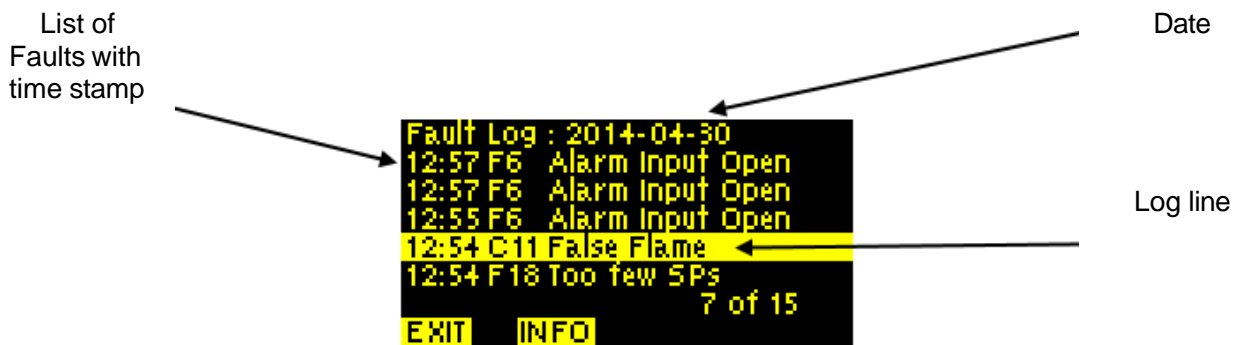 List of
Faults with
time stamp
Date
Fault Log : 2014-04-30
12:57 F6 Alarm Input Open
12:57 F6 Alarm Input Open
12:55 F6 Alarm Input Open
12:54 C11 False Flame
12:54 F18 Too few SPs
7 of 15
EXIT INFO
Log line